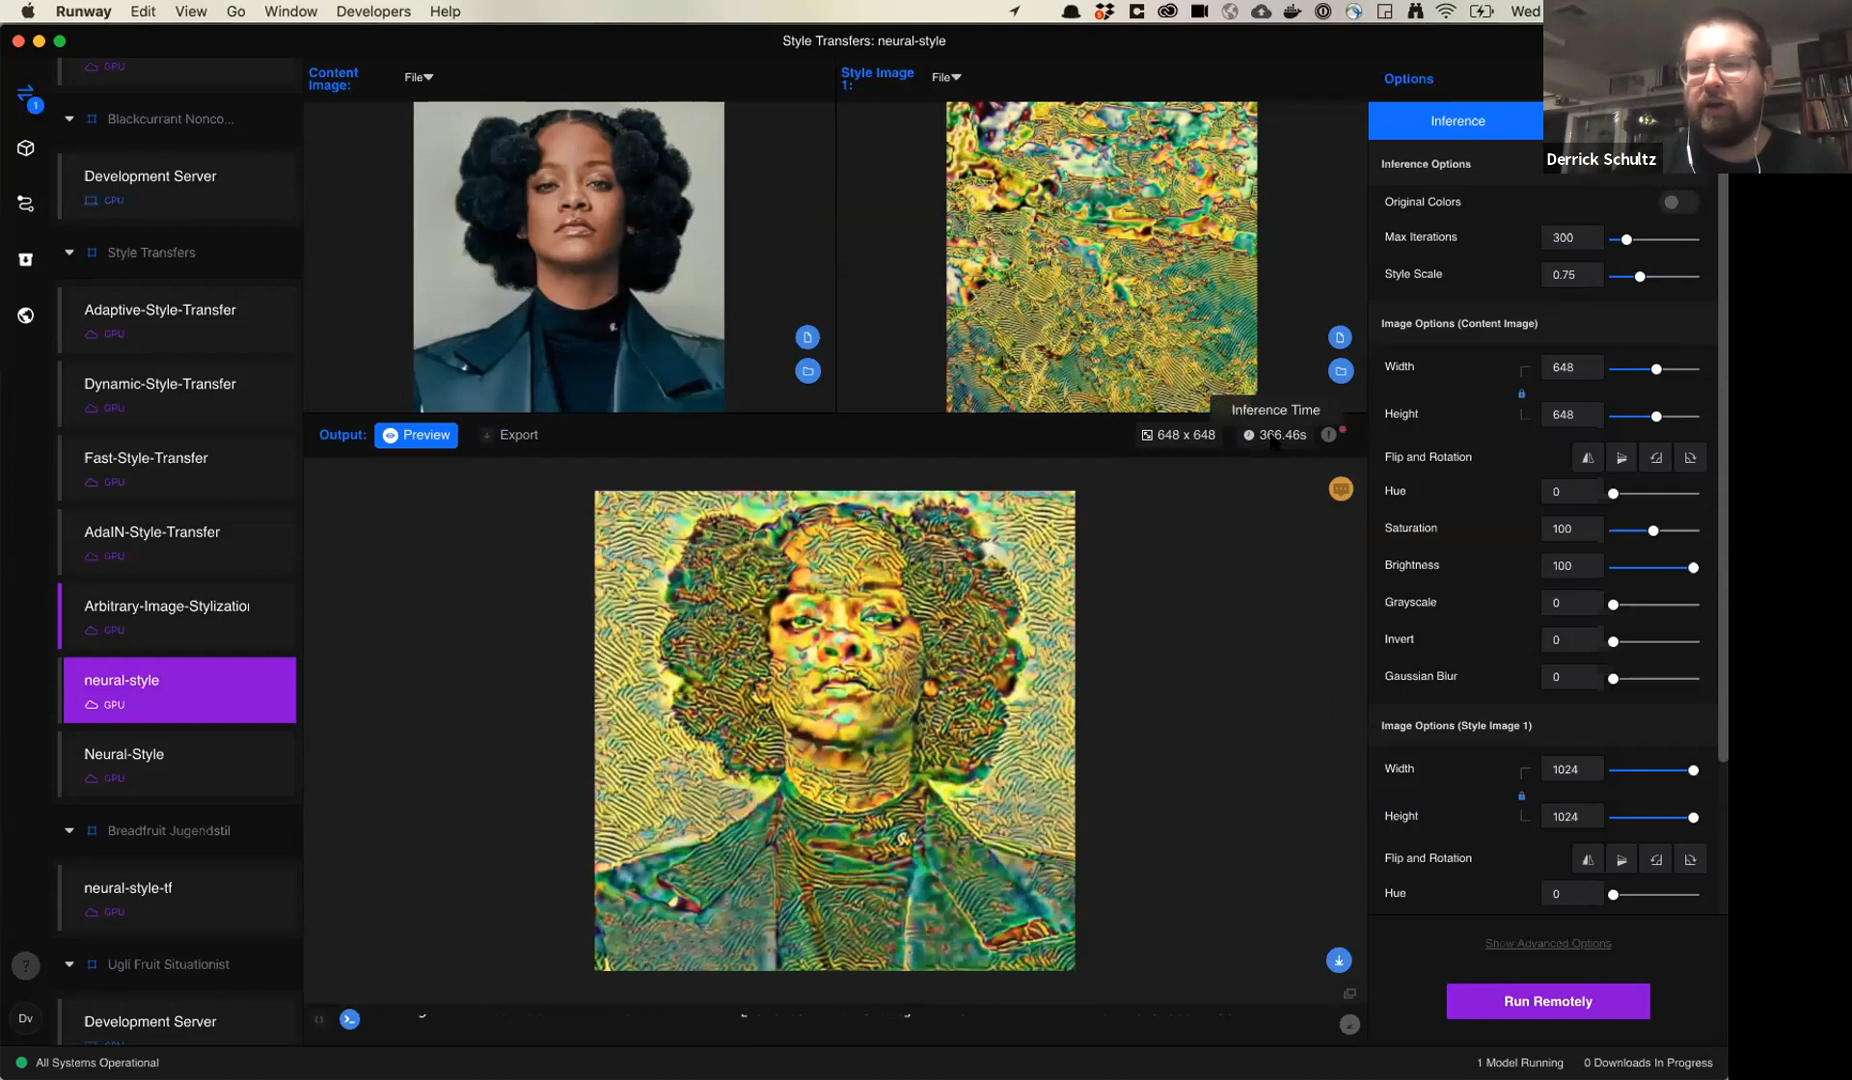 Runway Edit View Go Window Developers Help
Wed
Style Transfers: neural-style
Derrick Schultz
GPU
1
Blackcurrant Nonco...
Development Server
CPU
Style Transfers
Adaptive-Style-Transfer
GPU
Dynamic-Style-Transfer
GPU
Fast-Style-Transfer
GPU
AdaIN-Style-Transfer
GPU
Arbitrary-Image-Stylization
GPU
neural-style
GPU
Neural-Style
GPU
Breadfruit Jugendstil
neural-style-tf
GPU
Ugli Fruit Situationist
Development Server
?
Dv
Content Image:
File
Style Image 1:
File
Inference Time
Output: Preview Export 648 x 648 366.46s
Options
Inference
Inference Options
Original Colors
Max Iterations 300
Style Scale 0.75
Image Options (Content Image)
Width 648
Height 648
Flip and Rotation
Hue 0
Saturation 100
Brightness 100
Grayscale 0
Invert 0
Gaussian Blur 0
Image Options (Style Image 1)
Width 1024
Height 1024
Flip and Rotation
Hue 0
Show Advanced Options
Run Remotely
All Systems Operational
1 Model Running 0 Downloads In Progress